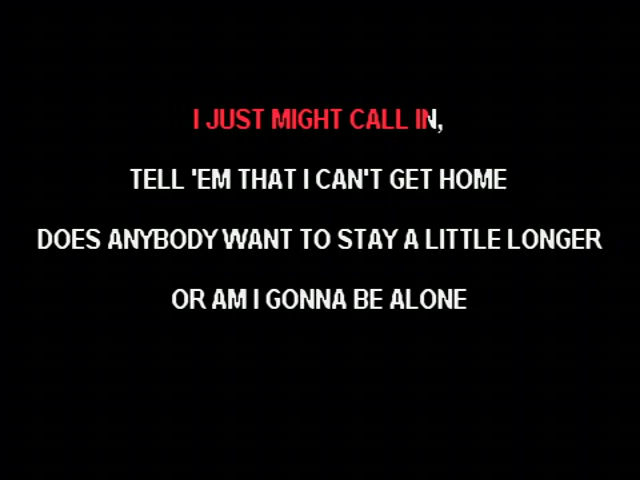 I JUST MIGHT CALL IN,
TELL 'EM THAT I CAN'T GET HOME
DOES ANYBODY WANT TO STAY A LITTLE LONGER
OR AM I GONNA BE ALONE